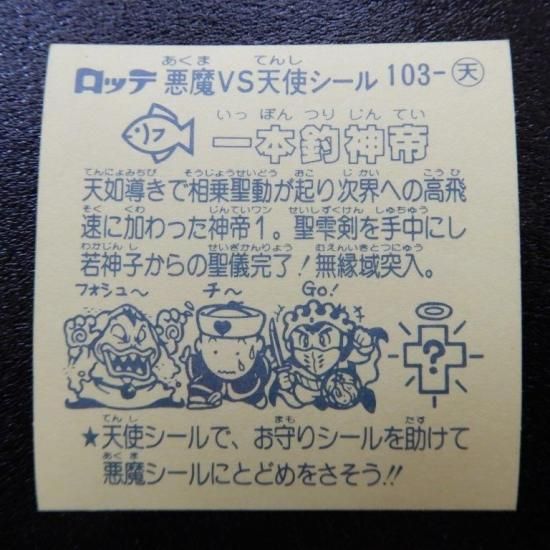 ロッテ 悪魔VS天使シール 103-天
あくま てんし
いっ ぽん つり じん てい
一本釣神帝
てんにょみちび そうじょうせいどう おこ じ かい こう ひ
天如導きで相乗聖動が起り次界への高飛
そく くわ じんていワン せいしずくけん しゅちゅう
速に加わった神帝1。聖雫剣を手中にし
わかじんし せいぎかんりょう むえんいきとつにゅう
若神子からの聖儀完了!無縁域突入。
フォシュ〜 チ〜 Go!
?
てんし まも たす
★天使シールで、お守りシールを助けて
あくま
悪魔シールにとどめをさそう!!